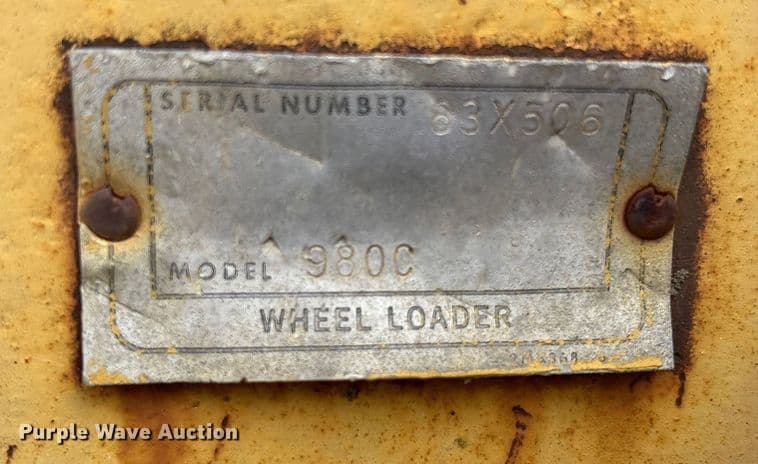 SERIAL NUMBER 63X506
MODEL 980C
WHEEL LOADER
Purple Wave Auction